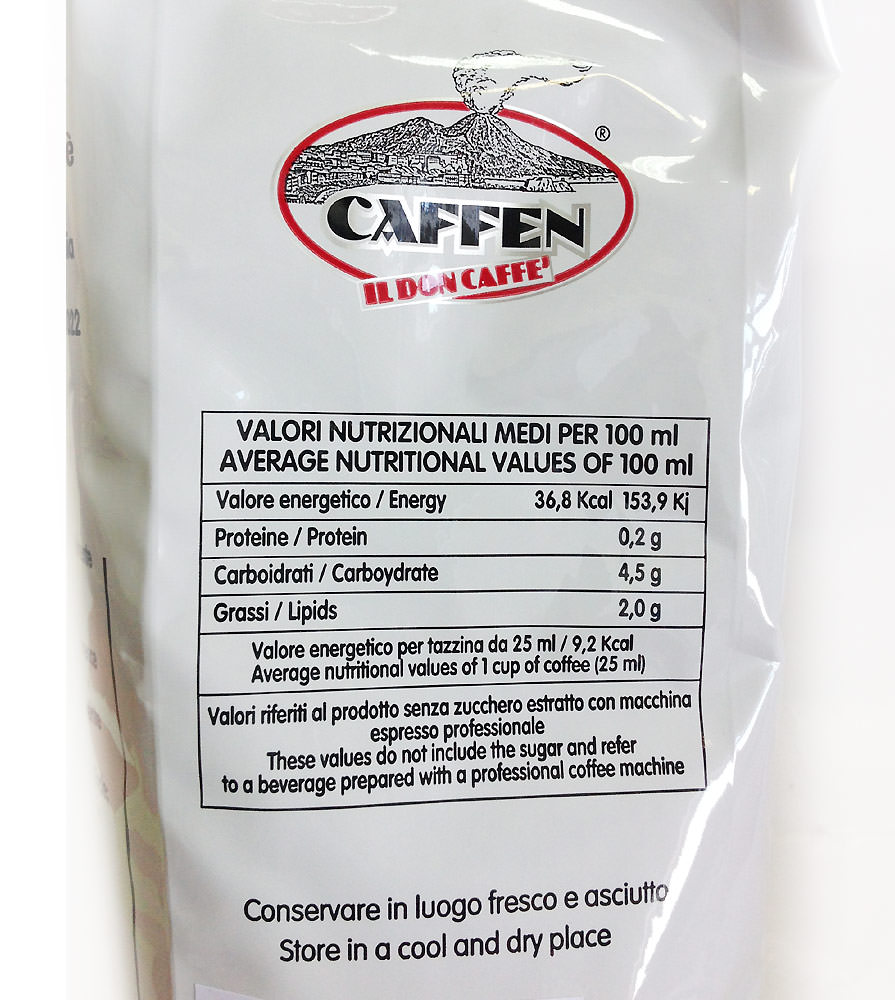 CAFFEN
®
IL DON CAFFE'
VALORI NUTRIZIONALI MEDI PER 100 ml
AVERAGE NUTRITIONAL VALUES OF 100 ml
Valore energetico / Energy 36,8 Kcal 153,9 Kj
Proteine / Protein 0,2 g
Carboidrati / Carboydrate 4,5 g
Grassi / Lipids 2,0 g
Valore energetico per tazzina da 25 ml / 9,2 Kcal
Average nutritional values of 1 cup of coffee (25 ml)
Valori riferiti al prodotto senza zucchero estratto con macchina
espresso professionale
These values do not include the sugar and refer
to a beverage prepared with a professional coffee machine
Conservare in luogo fresco e asciutto
Store in a cool and dry place